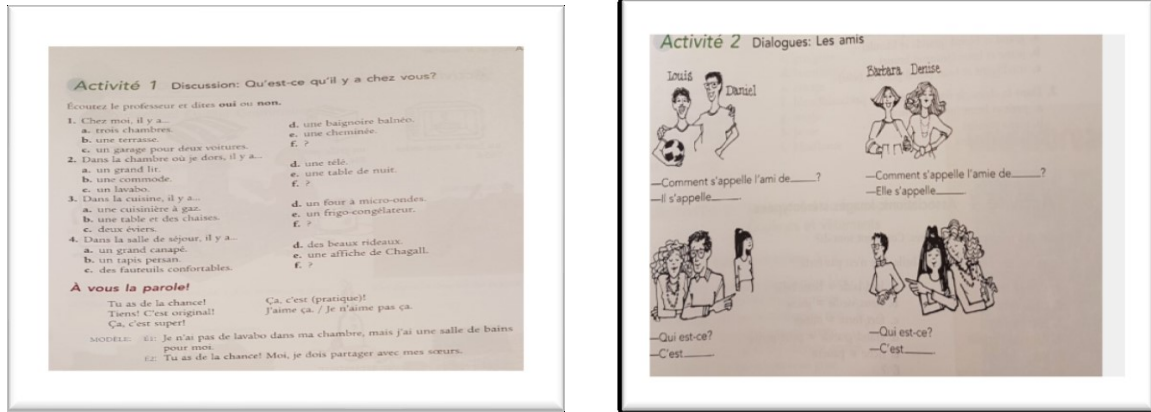 Activité 1 Discussion: Qu'est-ce qu'il y a chez vous?
Écoutez le professeur et dites oui ou non.
1. Chez moi, il y a...
a. trois chambres.
b. une terrasse.
c. un garage pour deux voitures.
d. une baignoire balnéo.
e. une cheminée.
f. ?
2. Dans la chambre où je dors, il y a...
a. un grand lit.
b. une commode.
c. un lavabo.
d. une télé.
e. une table de nuit.
f. ?
3. Dans la cuisine, il y a...
a. une cuisinière à gaz.
b. une table et des chaises.
c. deux éviers.
d. un four à micro-ondes.
e. un frigo-congélateur.
f. ?
4. Dans la salle de séjour, il y a...
a. un grand canapé.
b. un tapis persan.
c. des fauteuils confortables.
d. des beaux rideaux.
e. une affiche de Chagall.
f. ?
À vous la parole!
Tu as de la chance!
Tiens! C'est original!
Ça, c'est super!
Ça, c'est (pratique)!
J'aime ça. / Je n'aime pas ça.
MODÈLE: É1: Je n'ai pas de lavabo dans ma chambre, mais j'ai une salle de bains
pour moi.
É2: Tu as de la chance! Moi, je dois partager avec mes sœurs.
Activité 2 Dialogues: Les amis
Louis
Daniel
—Comment s'appelle l'ami de_____?
—Il s'appelle_____.
Barbara Denise
—Comment s'appelle l'amie de_____?
—Elle s'appelle_____.
—Qui est-ce?
—C'est_____.
—Qui est-ce?
—C'est_____.